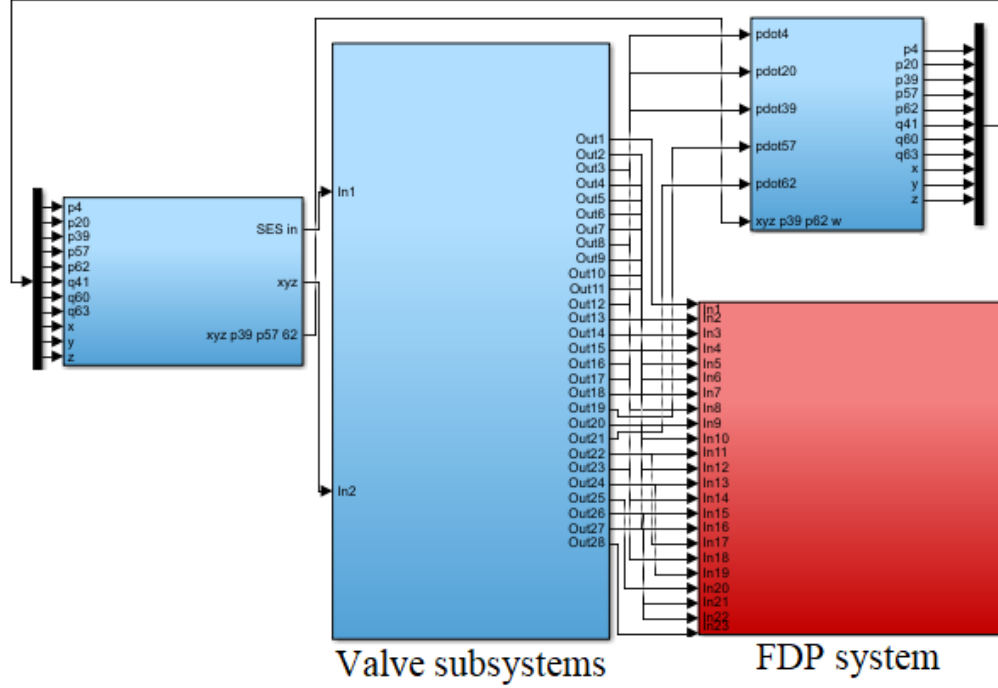 p4
p20
p39
p57
p62
q41
q60
q63
x
y
z
SES in
xyz
xyz p39 p57 62
In1
In2
Out1
Out2
Out3
Out4
Out5
Out6
Out7
Out8
Out9
Out10
Out11
Out12
Out13
Out14
Out15
Out16
Out17
Out18
Out19
Out20
Out21
Out22
Out23
Out24
Out25
Out26
Out27
Out28
Valve subsystems
pdot4
pdot20
pdot39
pdot57
pdot62
xyz p39 p62 w
p4
p20
p39
p57
p62
q41
q60
q63
x
y
z
In1
In2
In3
In4
In5
In6
In7
In8
In9
In10
In11
In12
In13
In14
In15
In16
In17
In18
In19
In20
In21
In22
In23
FDP system